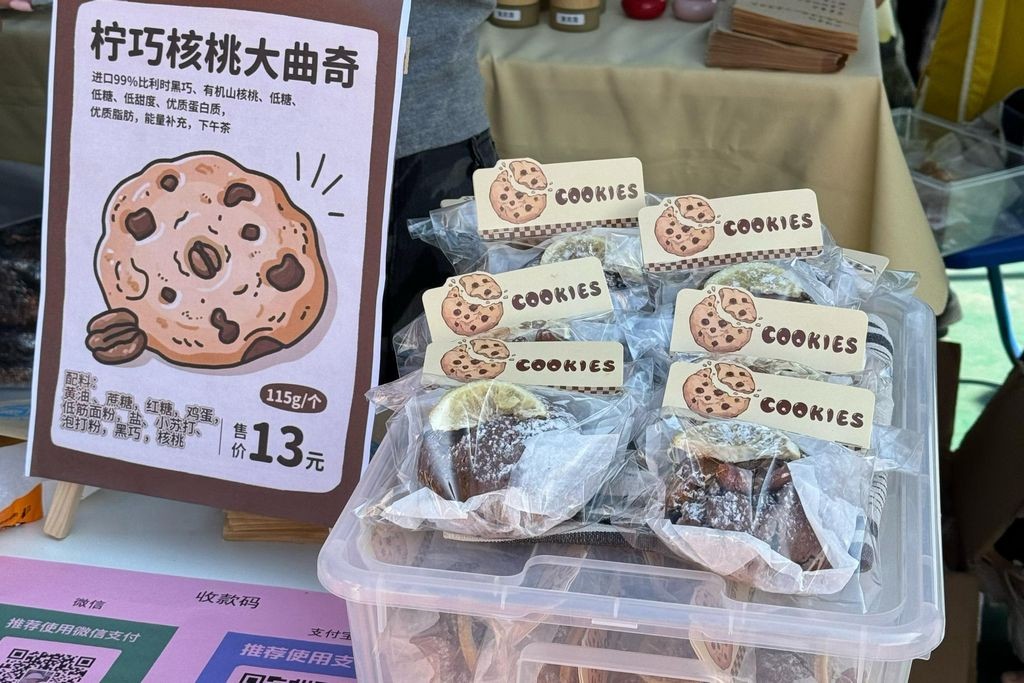 柠巧核桃大曲奇
进口99%比利时黑巧、有机山核桃、低糖、
低糖、低甜度、优质蛋白质，
优质脂肪，能量补充，下午茶
配料：
黄油、蔗糖、红糖，鸡蛋，
低筋面粉，盐、小苏打、
泡打粉，黑巧，核桃
115g/个
售价13元
COOKIES
COOKIES
COOKIES
COOKIES
COOKIES
COOKIES
收款码
微信
推荐使用微信支付
支付宝
推荐使用支